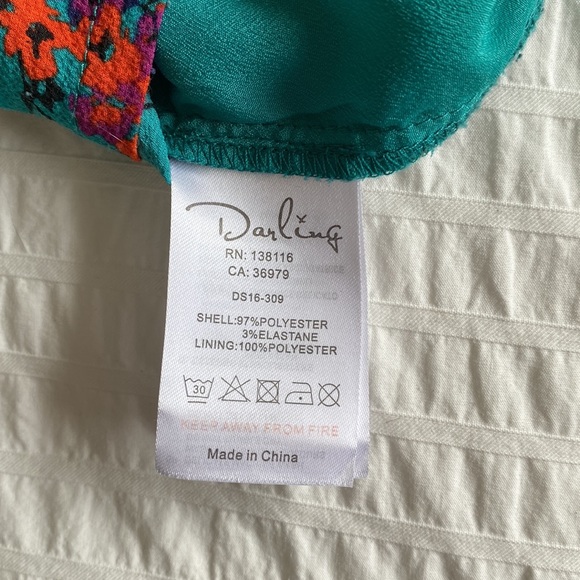 Darling
RN: 138116
CA: 36979
DS16-309
SHELL:97%POLYESTER
3%ELASTANE
LINING:100%POLYESTER
30
KEEP AWAY FROM FIRE
Made in China